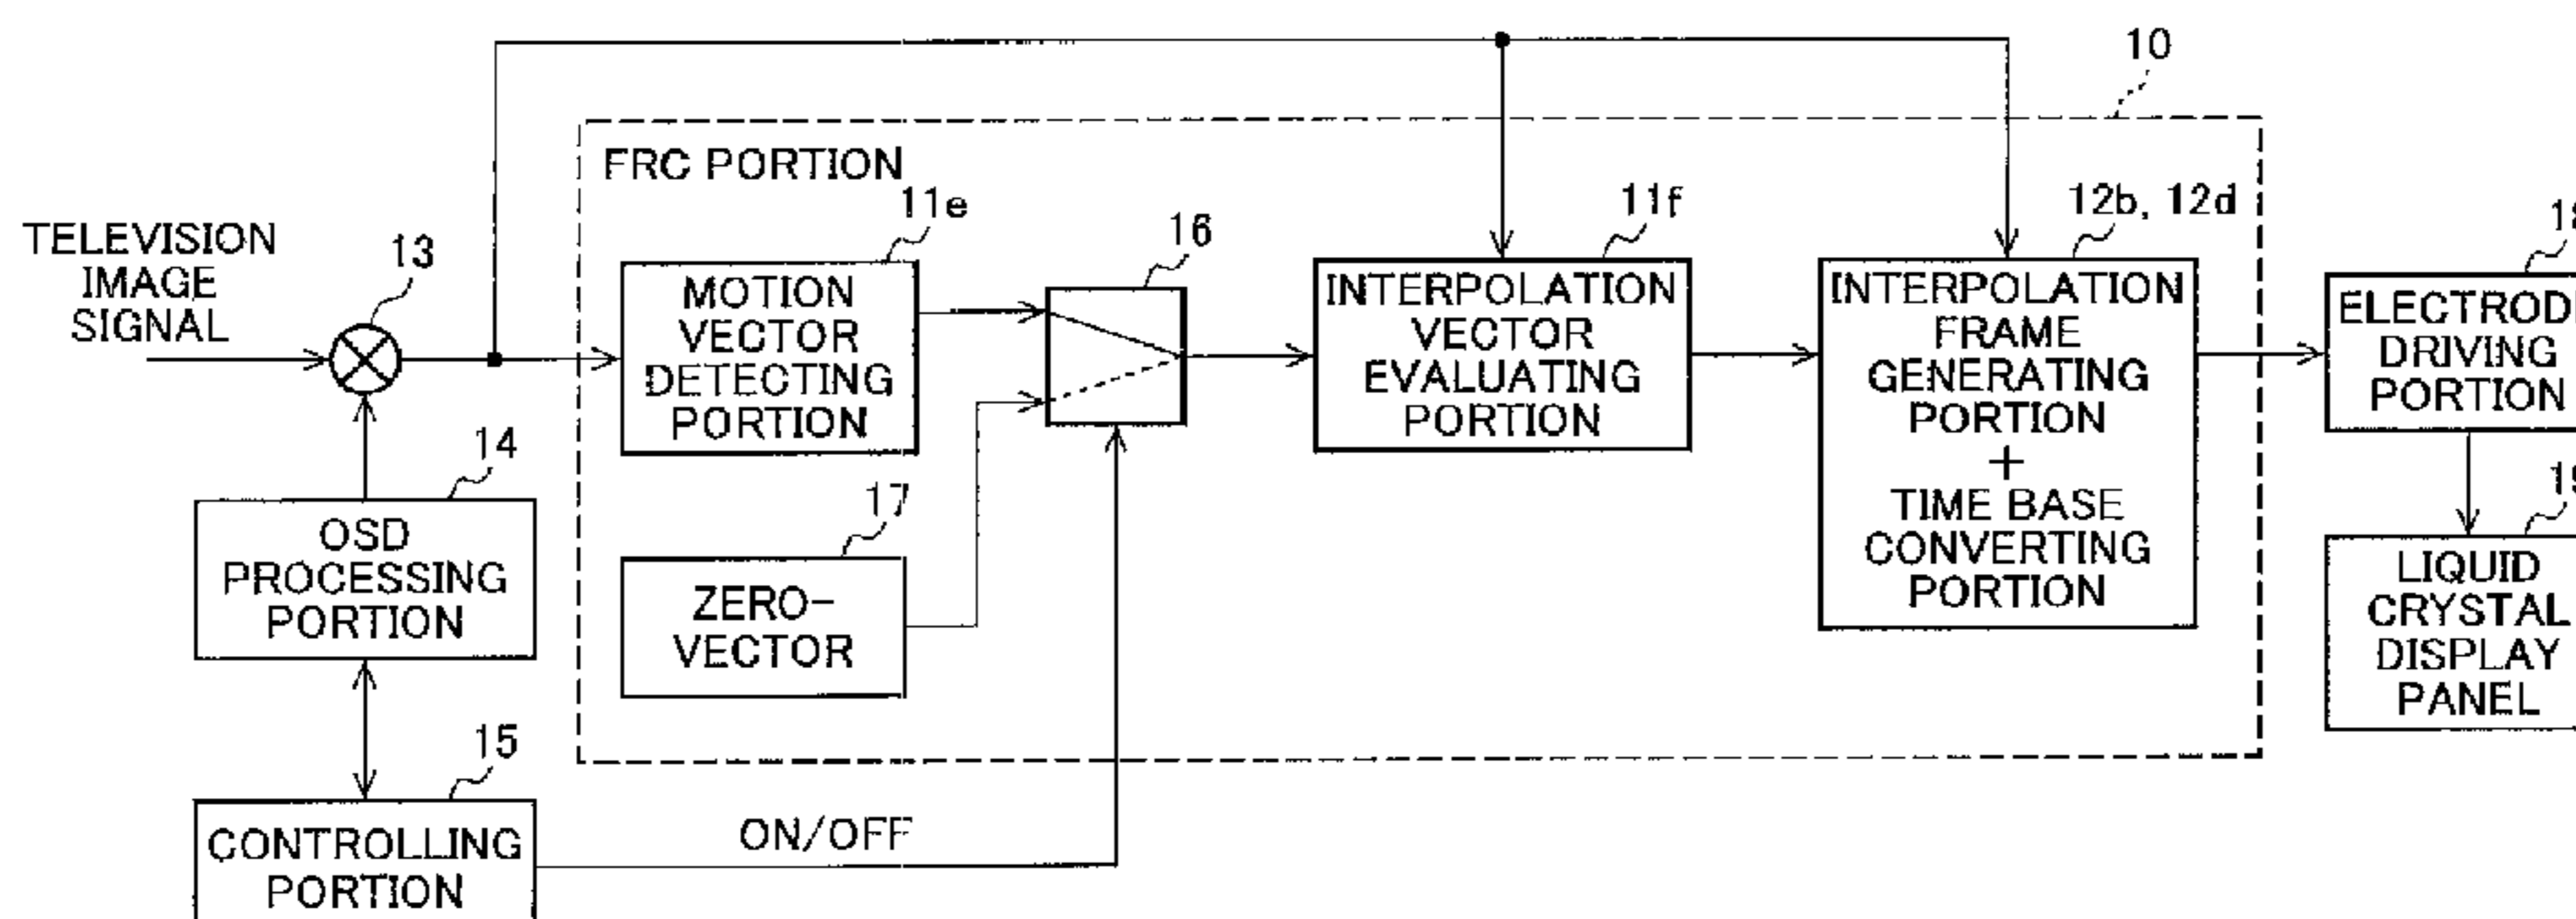 10
FRC PORTION
11e
11f
12b, 12d
TELEVISION
IMAGE
SIGNAL
13
16
MOTION
VECTOR
DETECTING
PORTION
INTERPOLATION
VECTOR
EVALUATING
PORTION
INTERPOLATION
FRAME
GENERATING
PORTION
+
TIME BASE
CONVERTING
PORTION
DRIVING
PORTION
14
OSD
PROCESSING
PORTION
17
ZERO-
VECTOR
LIQUID
CRYSTAL
DISPLAY
PANEL
15
CONTROLLING
PORTION
ON/OFF